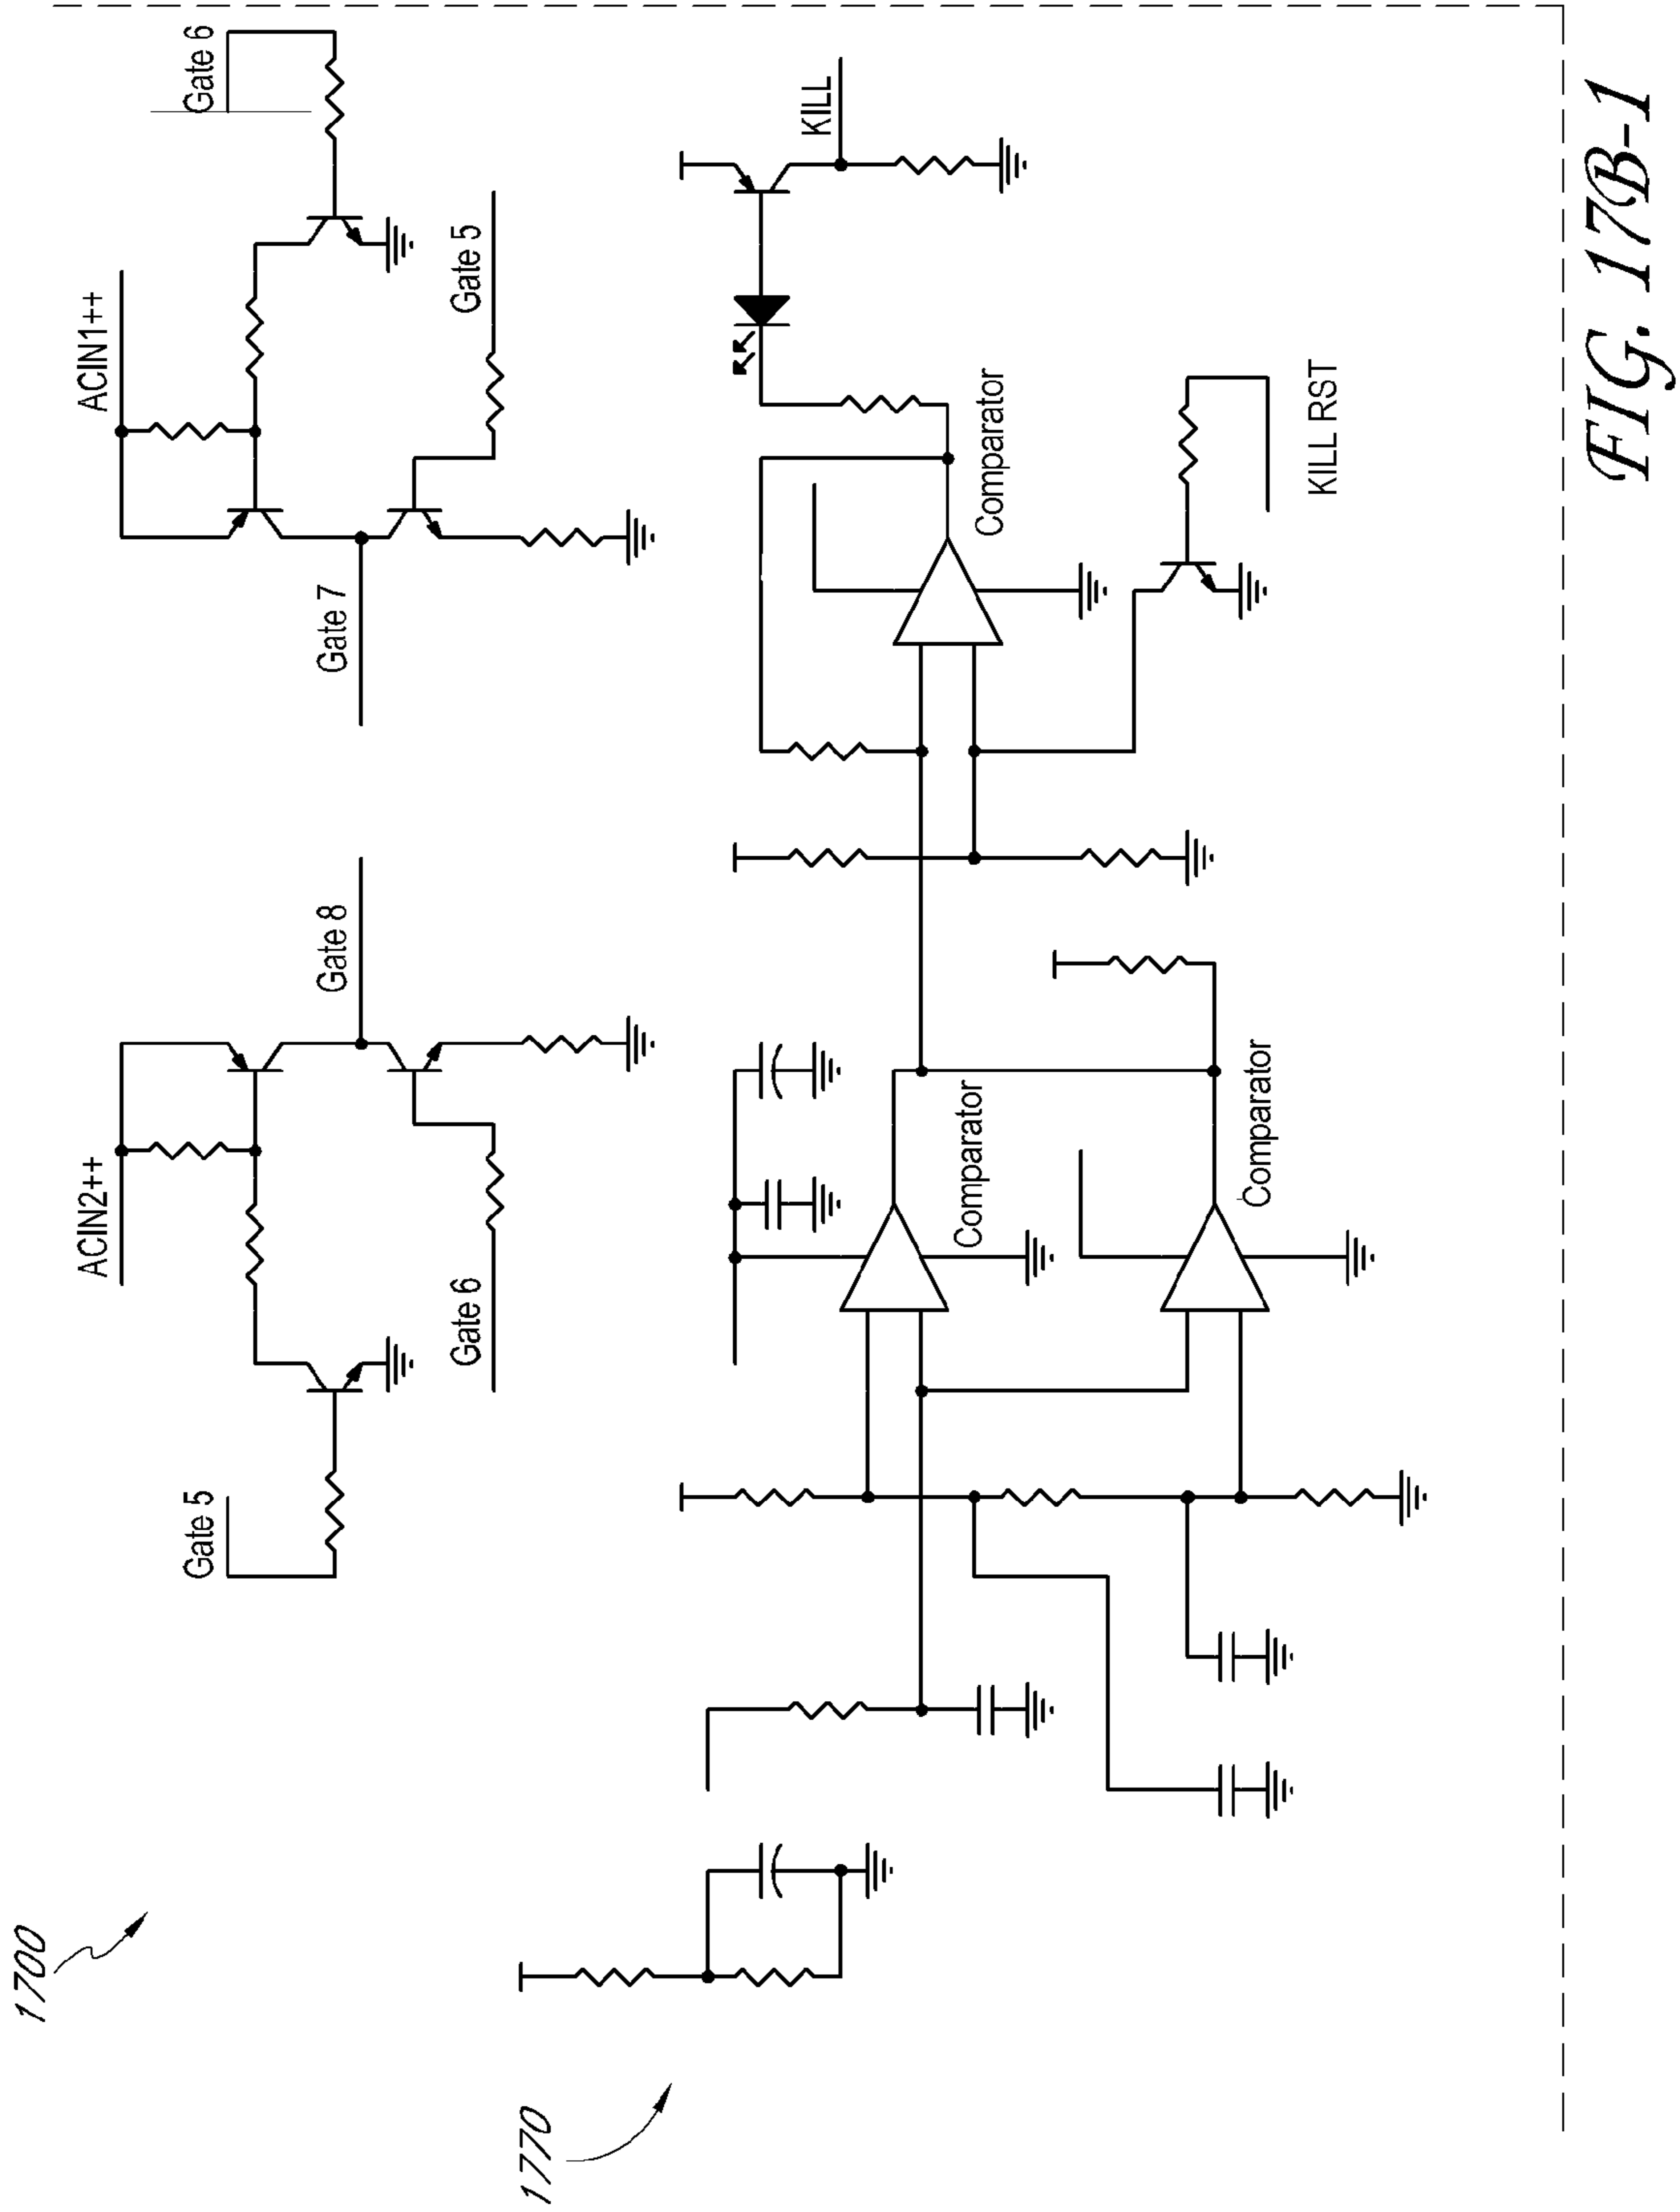 1700
Gate 5
ACIN2++
Gate 6
Gate 8
Gate 7
ACIN1++
Gate 5
Gate 6
1770
Comparator
Comparator
Comparator
KILL
KILL RST
FIG. 17B-1